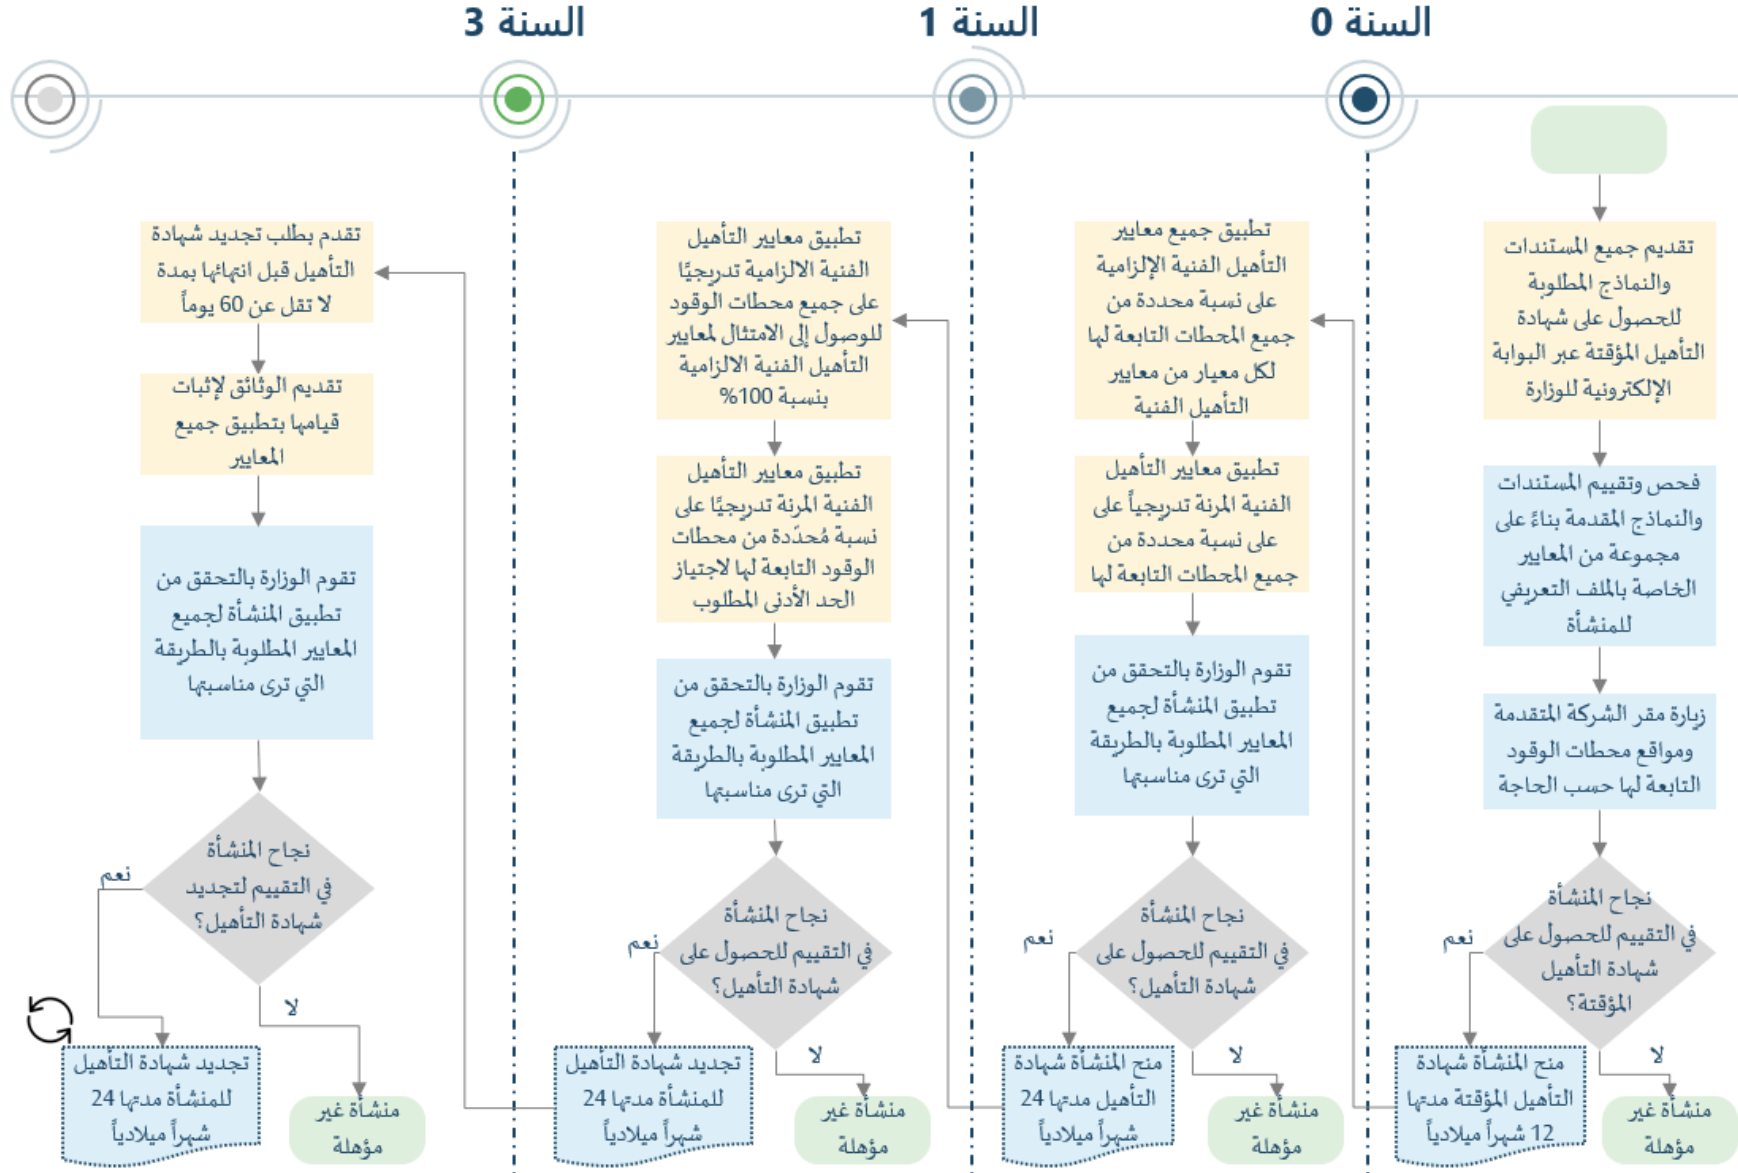 السنة 0
السنة 1
السنة 3
تقديم جميع المستندات
والنماذج المطلوبة
للحصول على شهادة
التأهيل المؤقتة عبر البوابة
الإلكترونية للوزارة
فحص وتقييم المستندات
والنماذج المقدمة بناءً على
مجموعة من المعايير
الخاصة بالملف التعريفي
للمنشأة
زيارة مقر الشركة المتقدمة
ومواقع محطات الوقود
التابعة لها حسب الحاجة
نجاح المنشأة
في التقييم للحصول على
شهادة التأهيل
المؤقتة؟
نعم
لا
منح المنشأة شهادة
التأهيل المؤقتة مدتها
12 شهراً ميلادياً
منشأة غير
مؤهلة
تطبيق جميع معايير
التأهيل الفنية الإلزامية
على نسبة محددة من
جميع المحطات التابعة لها
لكل معيار من معايير
التأهيل الفنية
تطبيق معايير التأهيل
الفنية المرنة تدريجياً على
على نسبة محددة من
جميع المحطات التابعة لها
تقوم الوزارة بالتحقق من
تطبيق المنشأة لجميع
المعايير المطلوبة بالطريقة
التي ترى مناسبتها
نجاح المنشأة
في التقييم للحصول على
شهادة التأهيل؟
نعم
لا
منح المنشأة شهادة
التأهيل مدتها 24
شهراً ميلادياً
منشأة غير
مؤهلة
تطبيق معايير التأهيل
الفنية الالزامية تدريجيًا
على جميع محطات الوقود
للوصول إلى الامتثال لمعايير
التأهيل الفنية الالزامية
بنسبة 100%
تطبيق معايير التأهيل
الفنية المرنة تدريجيًا على
نسبة مُحدّدة من محطات
الوقود التابعة لها لاجتياز
الحد الأدنى المطلوب
تقوم الوزارة بالتحقق من
تطبيق المنشأة لجميع
المعايير المطلوبة بالطريقة
التي ترى مناسبتها
نجاح المنشأة
في التقييم للحصول على
شهادة التأهيل؟
نعم
لا
تجديد شهادة التأهيل
للمنشأة مدتها 24
شهراً ميلادياً
منشأة غير
مؤهلة
تقدم بطلب تجديد شهادة
التأهيل قبل انتهائها بمدة
لا تقل عن 60 يوماً
تقديم الوثائق لإثبات
قيامها بتطبيق جميع
المعايير
تقوم الوزارة بالتحقق من
تطبيق المنشأة لجميع
المعايير المطلوبة بالطريقة
التي ترى مناسبتها
نجاح المنشأة
في التقييم لتجديد
شهادة التأهيل؟
نعم
لا
تجديد شهادة التأهيل
للمنشأة مدتها 24
شهراً ميلادياً
منشأة غير
مؤهلة